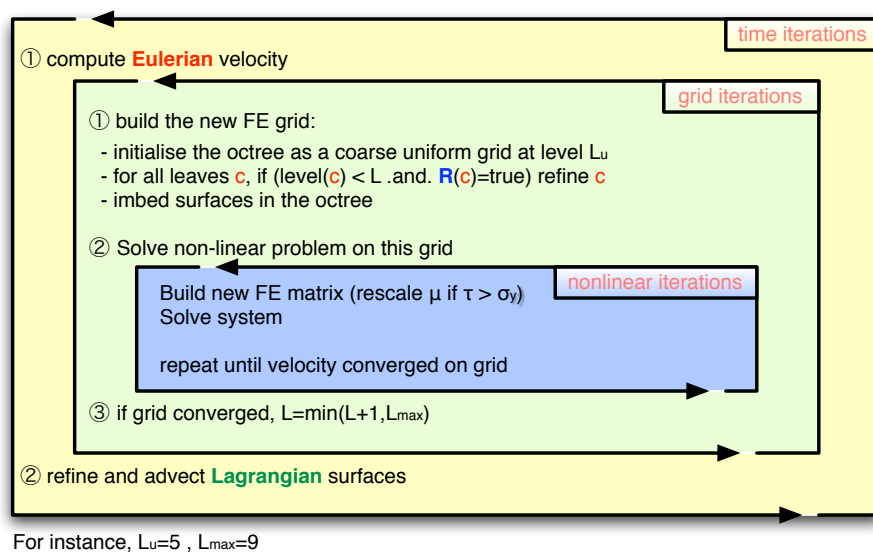 time iterations
① compute Eulerian velocity
grid iterations
① build the new FE grid:
- initialise the octree as a coarse uniform grid at level Lu
- for all leaves c, if (level(c) < L .and. R(c)=true) refine c
- imbed surfaces in the octree
② Solve non-linear problem on this grid
nonlinear iterations
Build new FE matrix (rescale μ if τ > σy)
Solve system
repeat until velocity converged on grid
③ if grid converged, L=min(L+1,Lmax)
② refine and advect Lagrangian surfaces
For instance, Lu=5 , Lmax=9